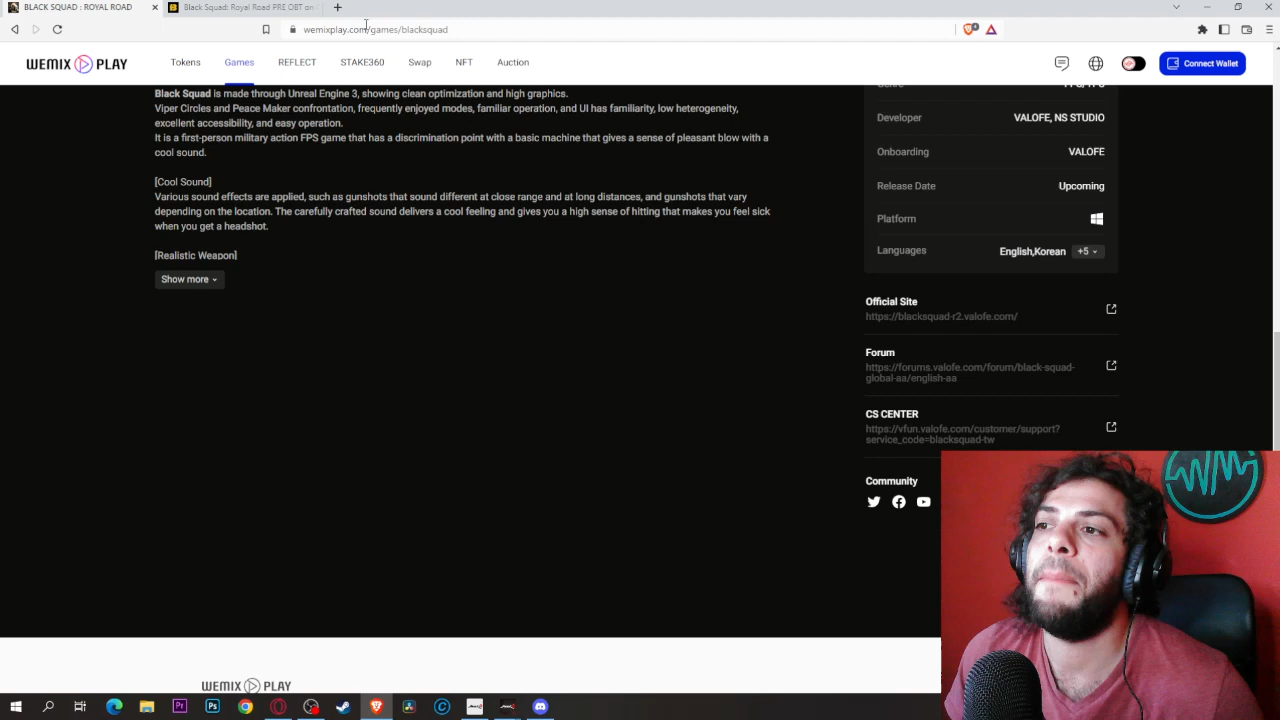 BLACK SQUAD : ROYAL ROAD
Black Squad: Royal Road PRE OBT on
wemixplay.com/games/blacksquad
WEMIX PLAY
Tokens
Games
REFLECT
STAKE360
Swap
NFT
Auction
Connect Wallet
Black Squad is made through Unreal Engine 3, showing clean optimization and high graphics.
Viper Circles and Peace Maker confrontation, frequently enjoyed modes, familiar operation, and UI has familiarity, low heterogeneity,
excellent accessibility, and easy operation.
It is a first-person military action FPS game that has a discrimination point with a basic machine that gives a sense of pleasant blow with a
cool sound.
[Cool Sound]
Various sound effects are applied, such as gunshots that sound different at close range and at long distances, and gunshots that vary
depending on the location. The carefully crafted sound delivers a cool feeling and gives you a high sense of hitting that makes you feel sick
when you get a headshot.
[Realistic Weapon]
Show more
Developer
VALOFE, NS STUDIO
Onboarding
VALOFE
Release Date
Upcoming
Platform
Languages
English,Korean +5
Official Site
https://blacksquad-r2.valofe.com/
Forum
https://forums.valofe.com/forum/black-squad-
global-aa/english-aa
CS CENTER
https://vfun.valofe.com/customer/support?
service_code=blacksquad-tw
Community
WM
WEMIX PLAY